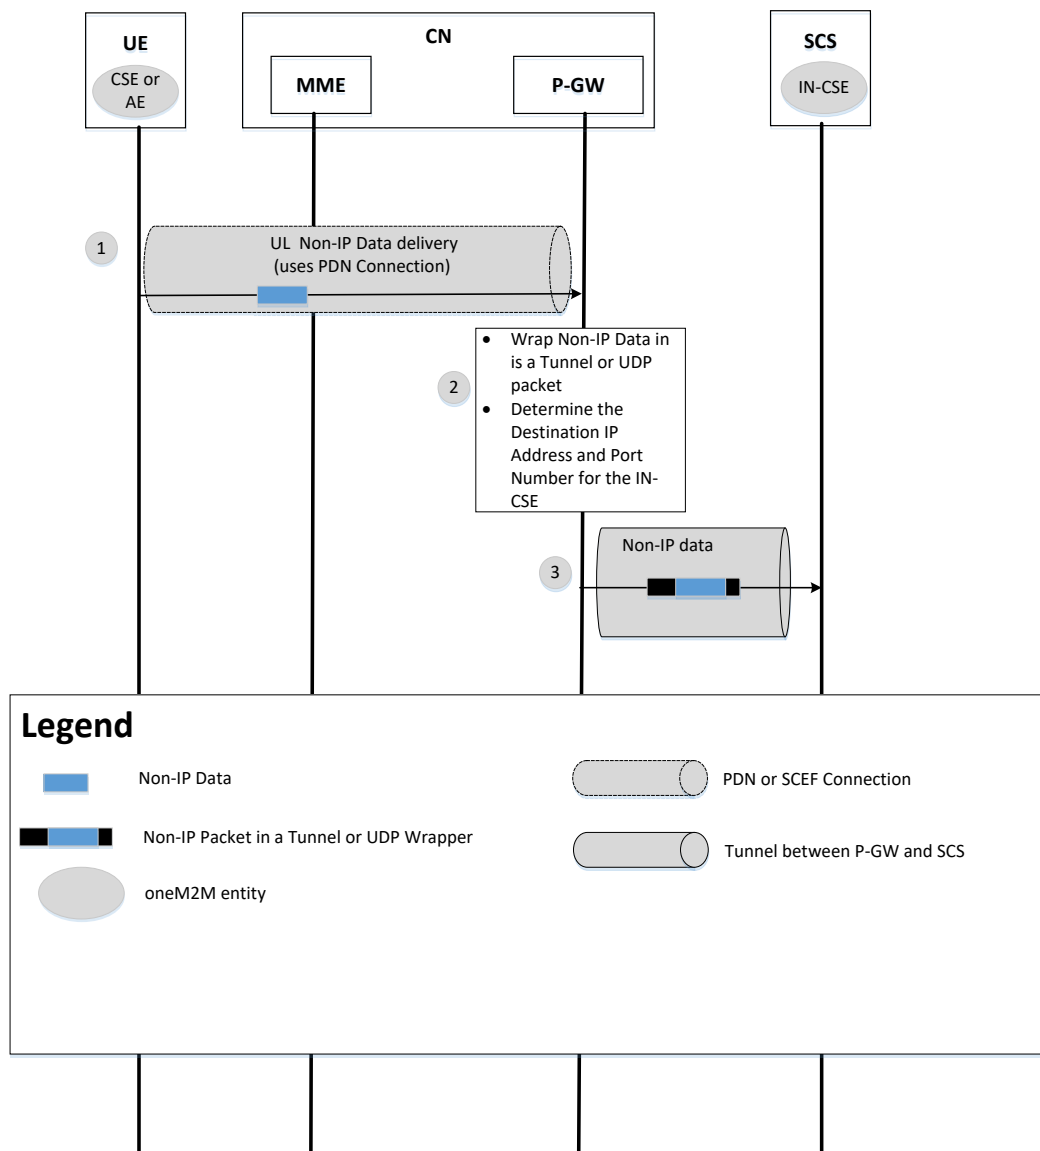 UE
CN
SCS
CSE or
AE
MME
P-GW
IN-CSE
1
UL  Non-IP Data delivery
(uses PDN Connection)
2
• Wrap Non-IP Data in
is a Tunnel or UDP
packet
• Determine the
Destination IP
Address and Port
Number for the IN-
CSE
3
Non-IP data
Legend
Non-IP Data
PDN or SCEF Connection
Non-IP Packet in a Tunnel or UDP Wrapper
Tunnel between P-GW and SCS
oneM2M entity